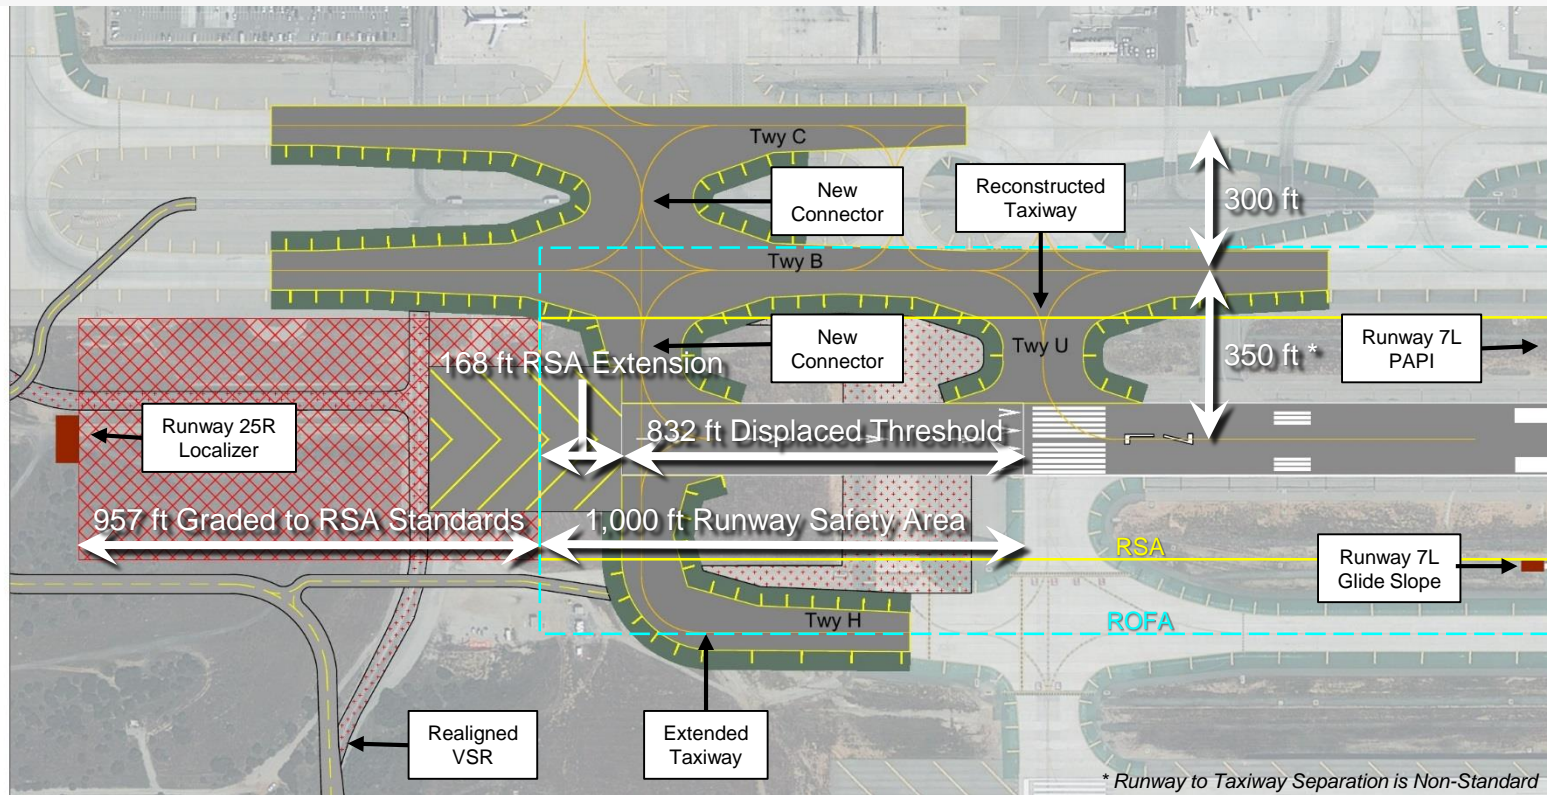 Twy C
New
Connector
Reconstructed
Taxiway
300 ft
Twy B
New
Connector
Twy U
350 ft *
Runway 7L
PAPI
168 ft RSA Extension
Runway 25R
Localizer
832 ft Displaced Threshold
957 ft Graded to RSA Standards
1,000 ft Runway Safety Area
RSA
Runway 7L
Glide Slope
Twy H
ROFA
Realigned
VSR
Extended
Taxiway
* Runway to Taxiway Separation is Non-Standard